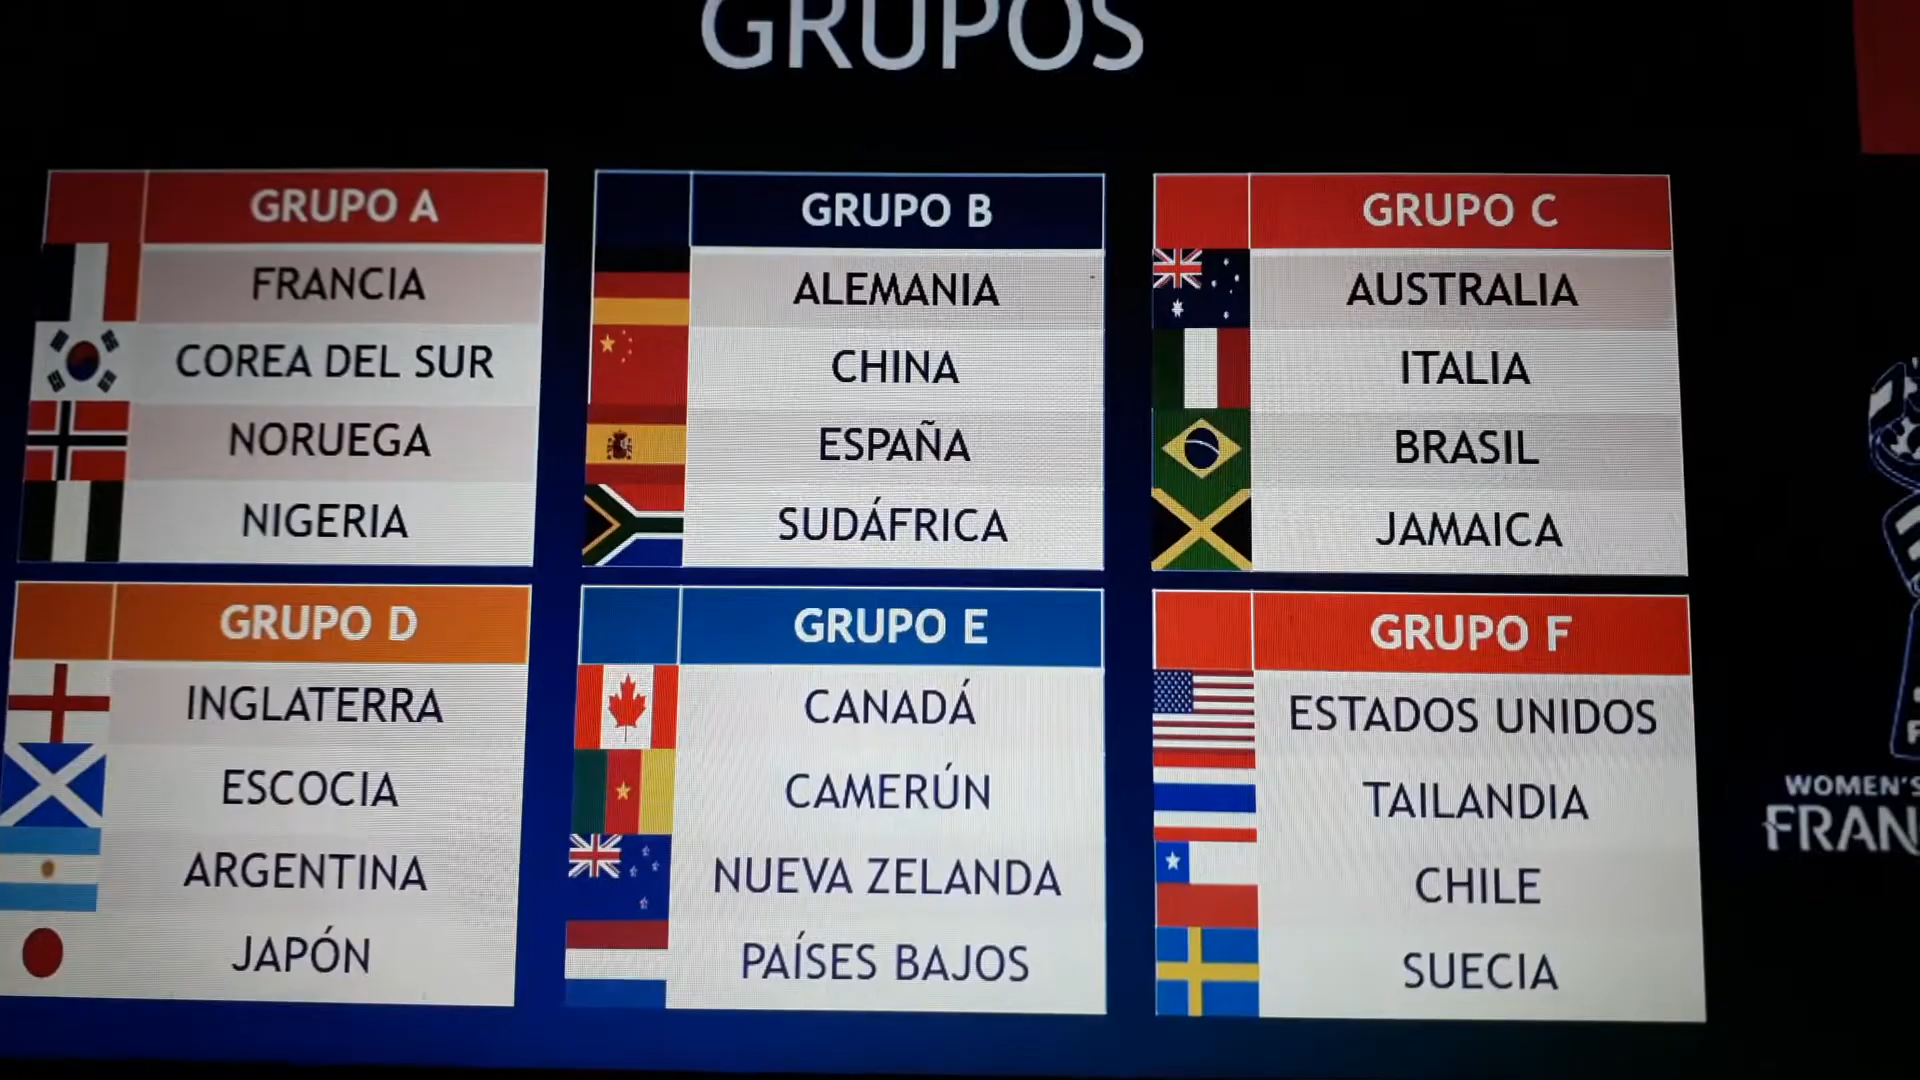 GRUPOS
GRUPO A
FRANCIA
COREA DEL SUR
NORUEGA
NIGERIA
GRUPO B
ALEMANIA
CHINA
ESPAÑA
SUDÁFRICA
GRUPO C
AUSTRALIA
ITALIA
BRASIL
JAMAICA
GRUPO D
INGLATERRA
ESCOCIA
ARGENTINA
JAPÓN
GRUPO E
CANADÁ
CAMERÚN
NUEVA ZELANDA
PAÍSES BAJOS
GRUPO F
ESTADOS UNIDOS
TAILANDIA
CHILE
SUECIA
WOMEN'S
FRAN